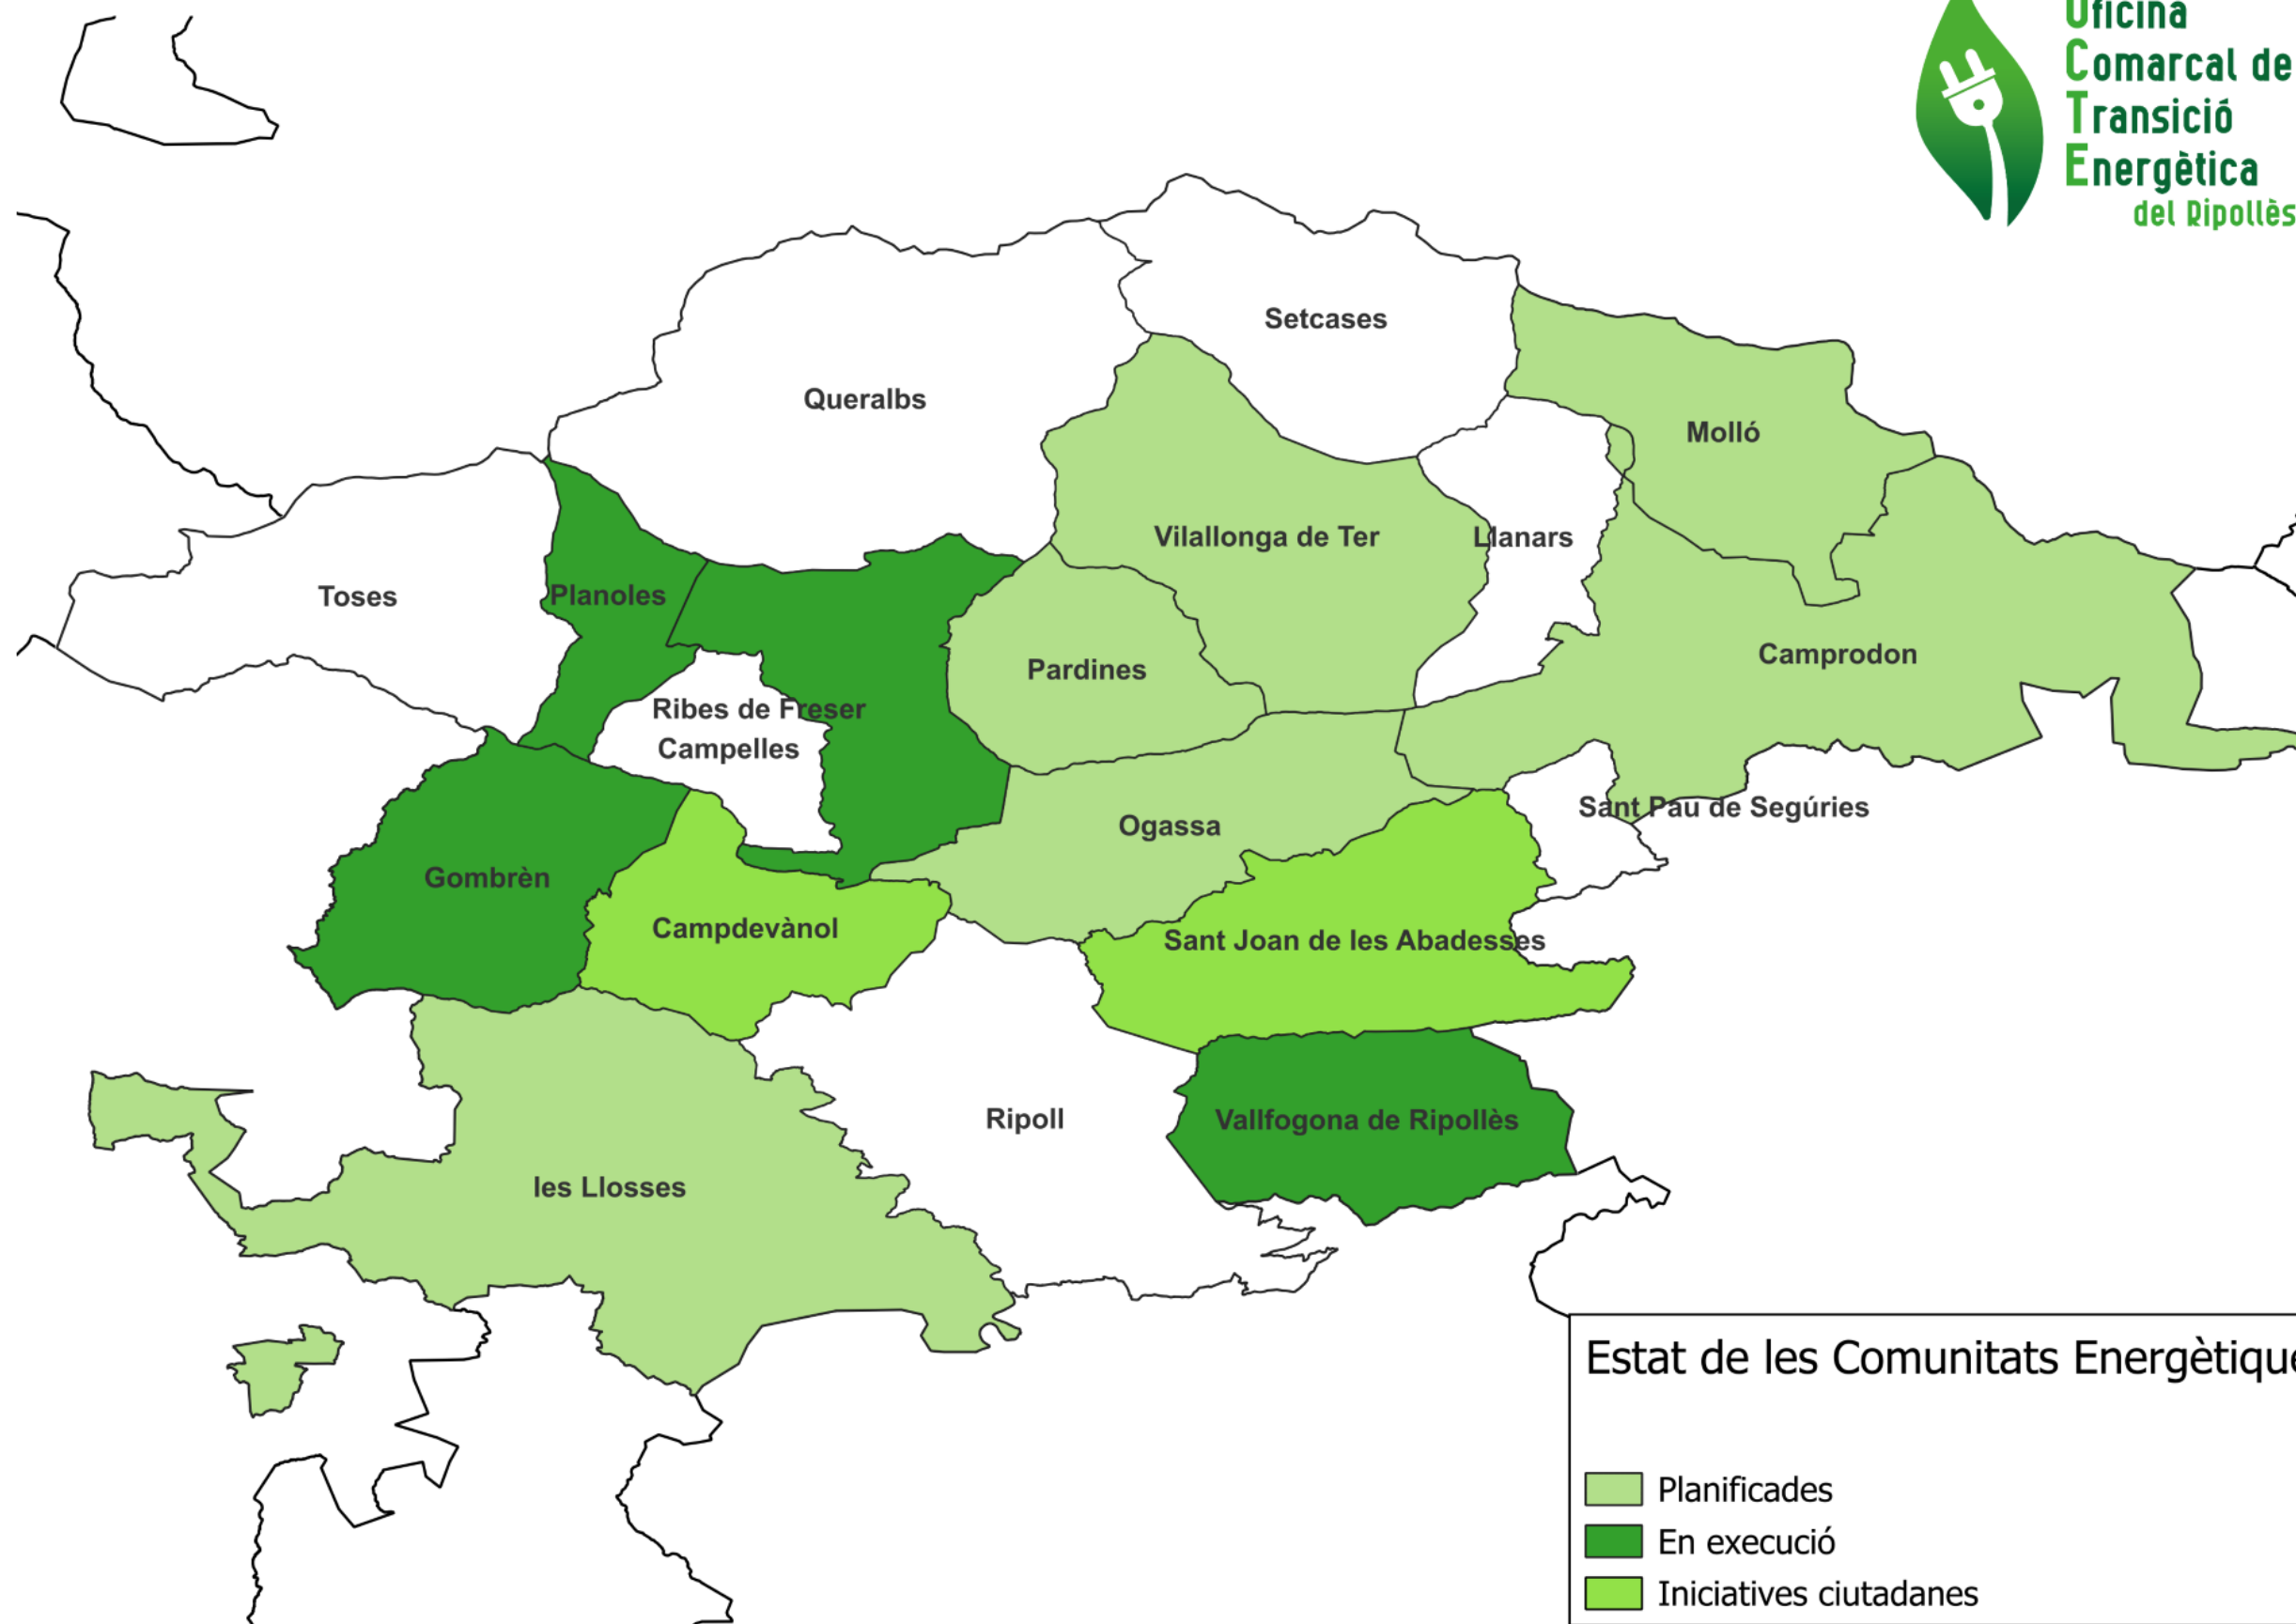 Oficina
Comarcal de
Transició
Energètica
del Ripollès
Setcases
Queralbs
Molló
Vilallonga de Ter
Llanars
Toses
Planoles
Camprodon
Pardines
Ribes de Freser
Campelles
Sant Pau de Segúries
Ogassa
Gombrèn
Campdevànol
Sant Joan de les Abadesses
Ripoll
Vallfogona de Ripollès
les Llosses
Estat de les Comunitats Energètique
Planificades
En execució
Iniciatives ciutadanes